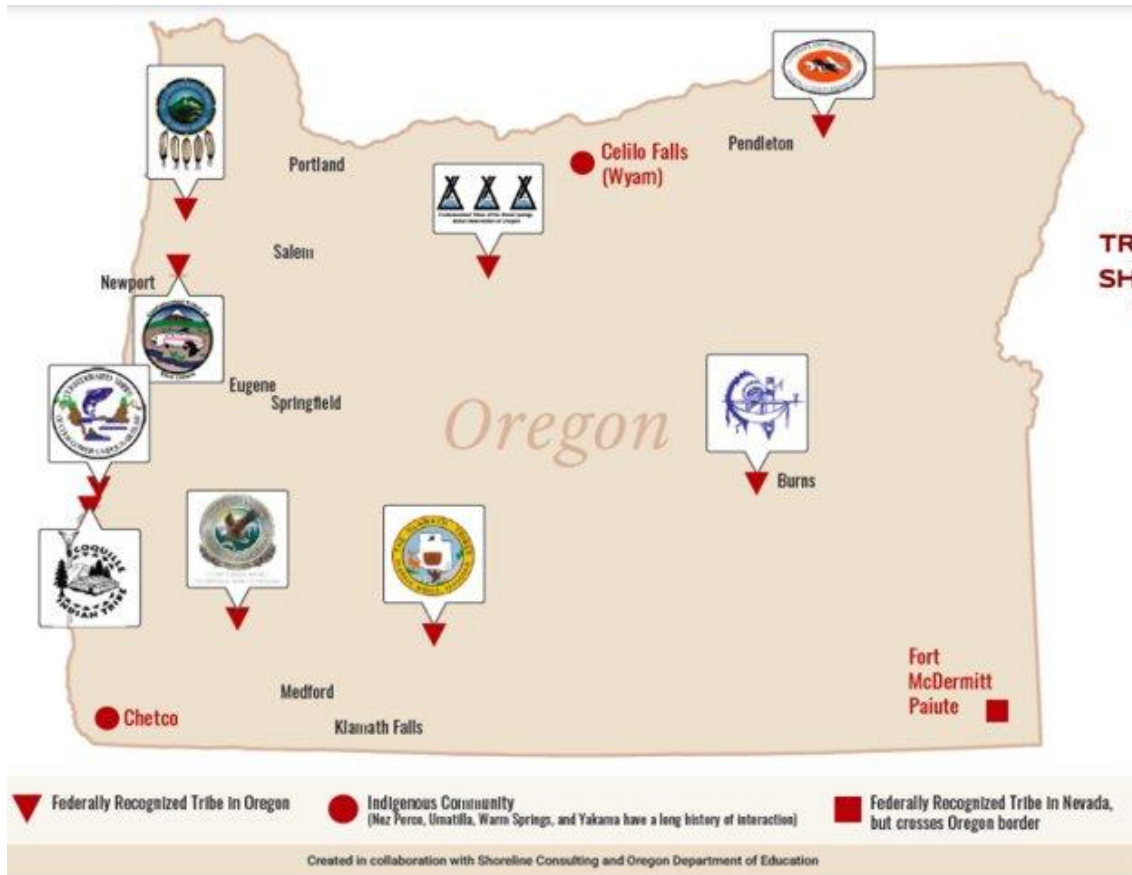 Portland
Celilo Falls
(Wyam)
Pendleton
Salem
TR
SH
Newport
Eugene
Springfield
Oregon
Burns
COQUILLE
INDIAN TRIBE
Fort
McDermitt
Paiute
Medford
Chetco
Klamath Falls
Federally Recognized Tribe in Oregon
Indigenous Community
(Nez Perce, Umatilla, Warm Springs, and Yakama have a long history of interaction)
Federally Recognized Tribe in Nevada,
but crosses Oregon border
Created in collaboration with Shoreline Consulting and Oregon Department of Education